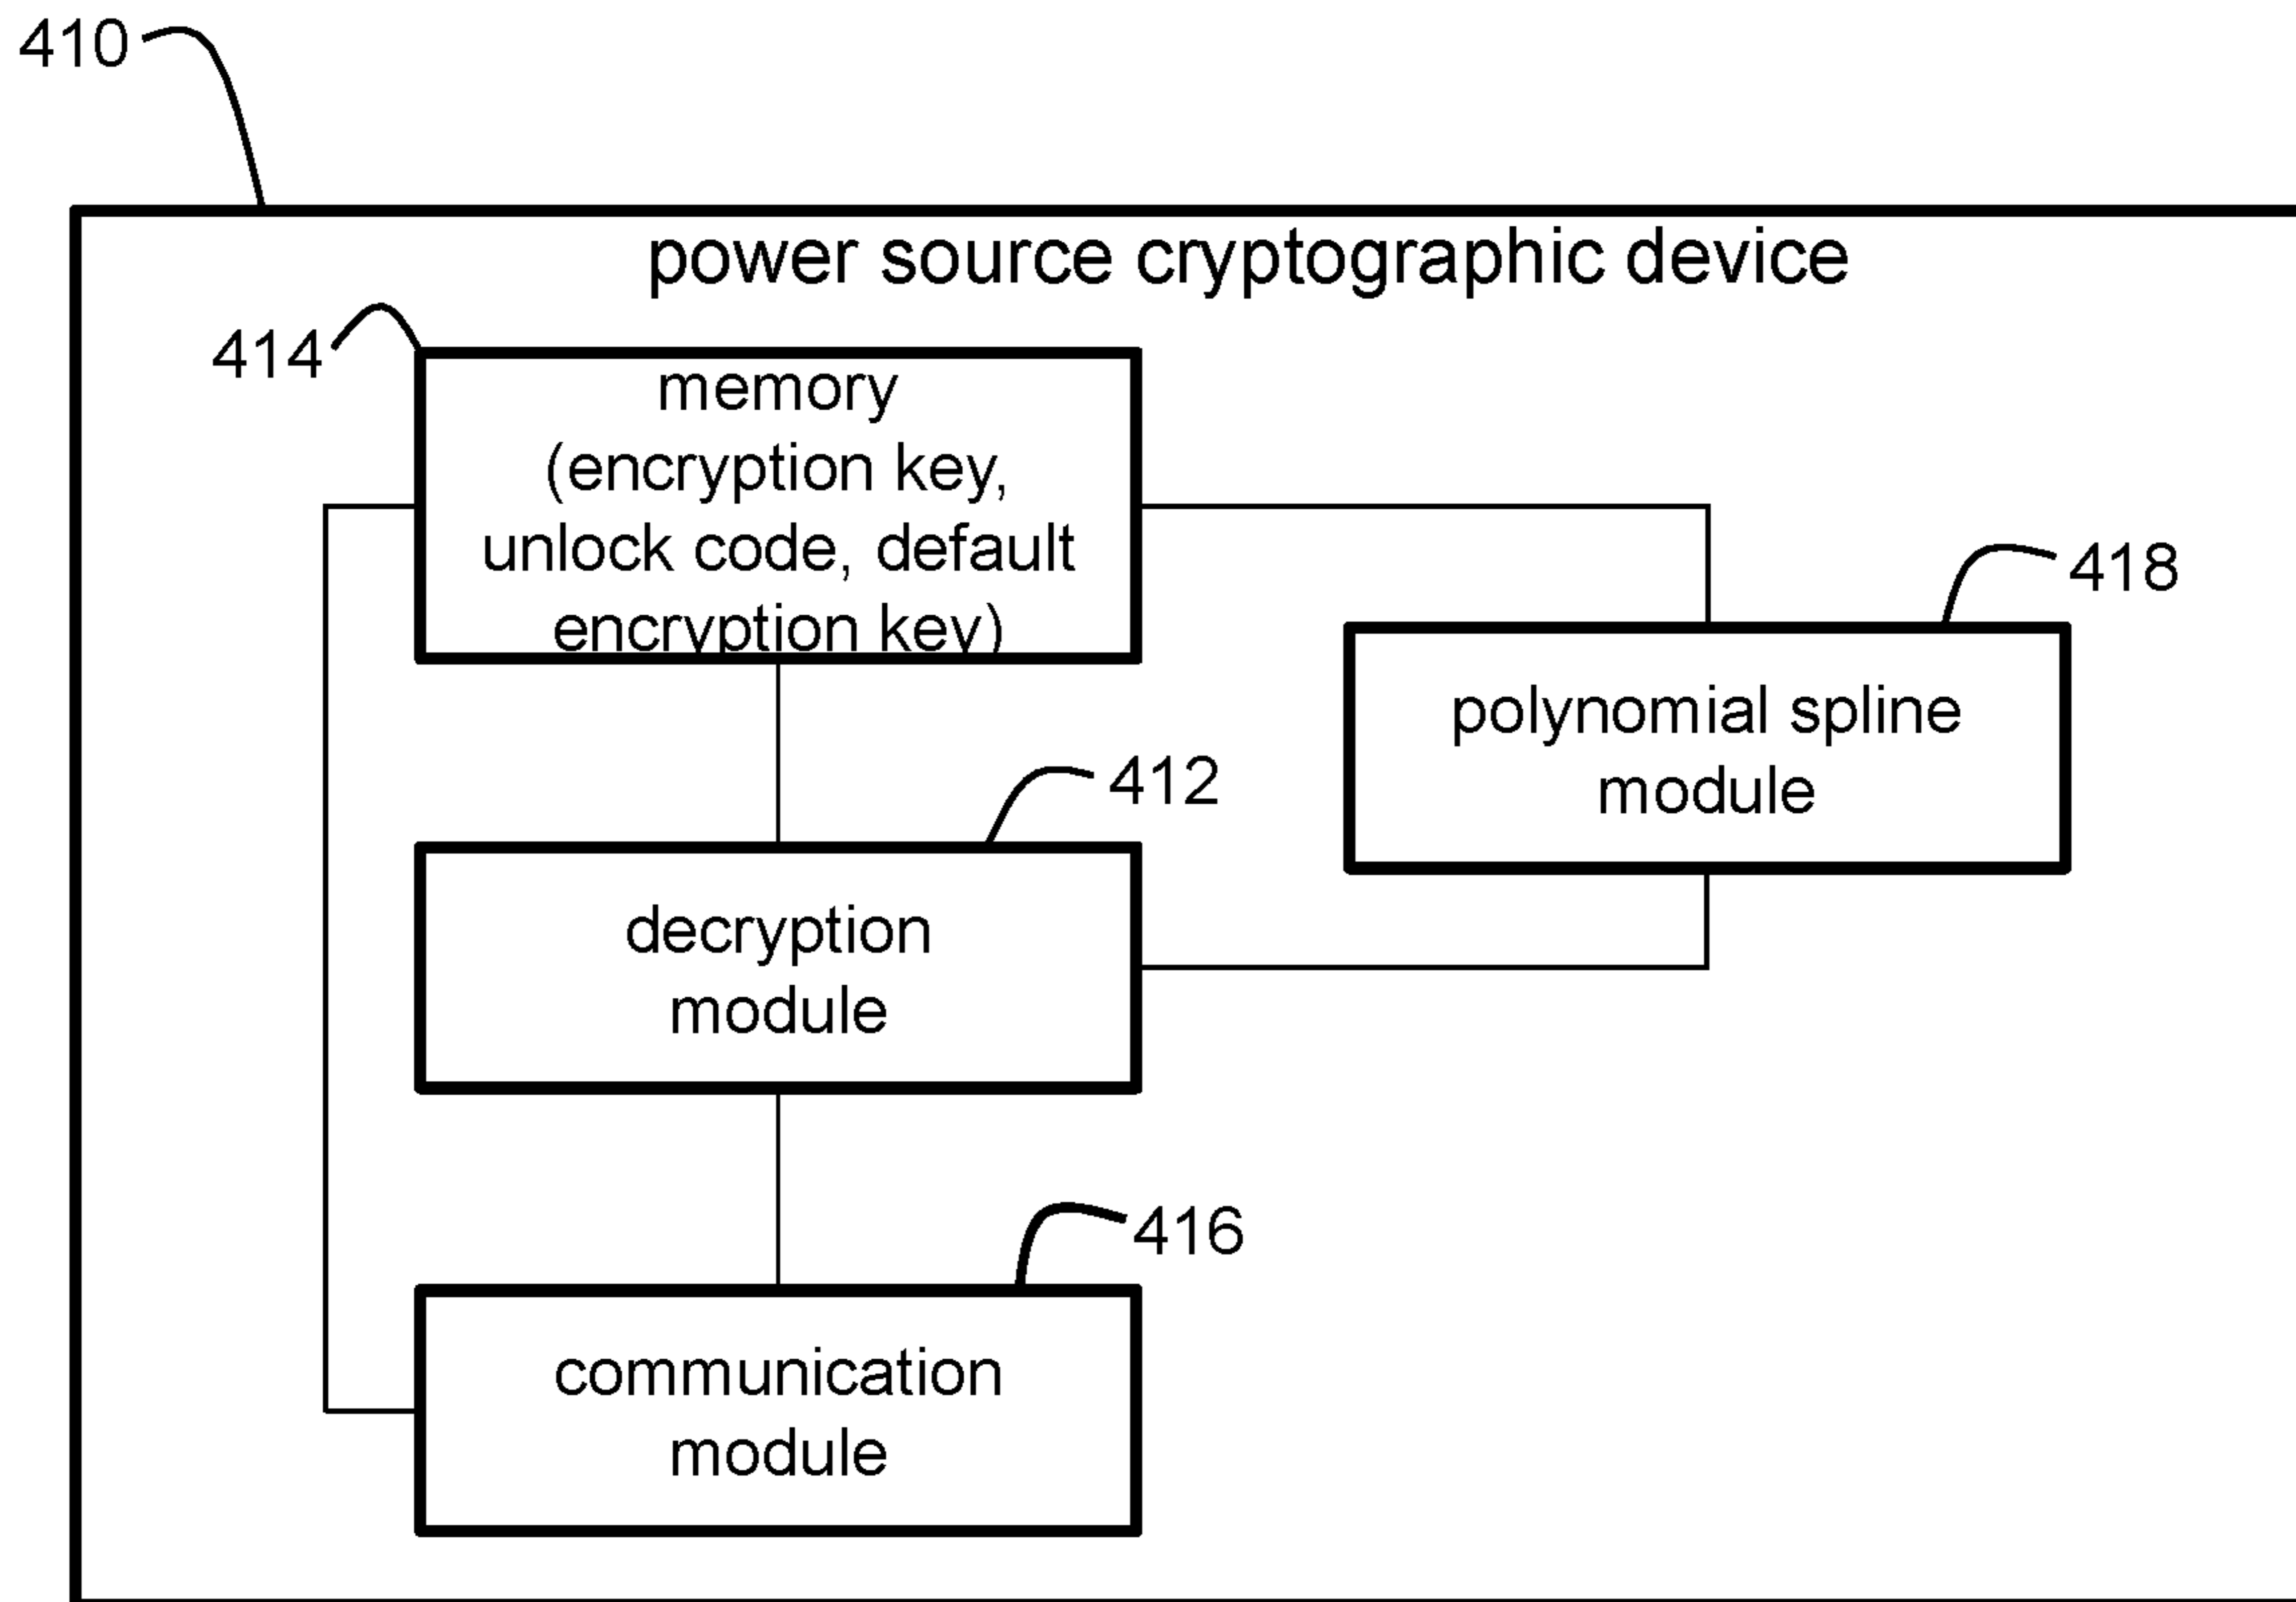 410
power source cryptographic device
414
memory
(encryption key,
unlock code, default
encryption key)
418
polynomial spline
module
412
decryption
module
416
communication
module